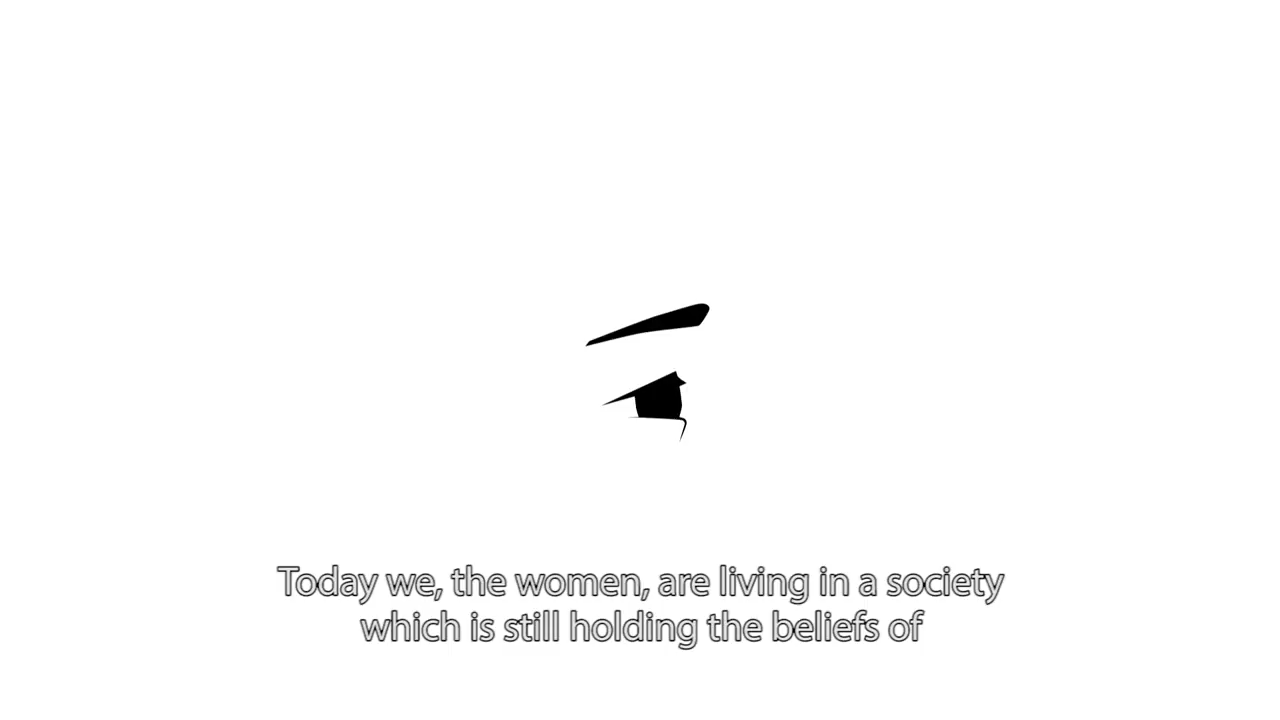 Today we, the women, are living in a society
which is still holding the beliefs of